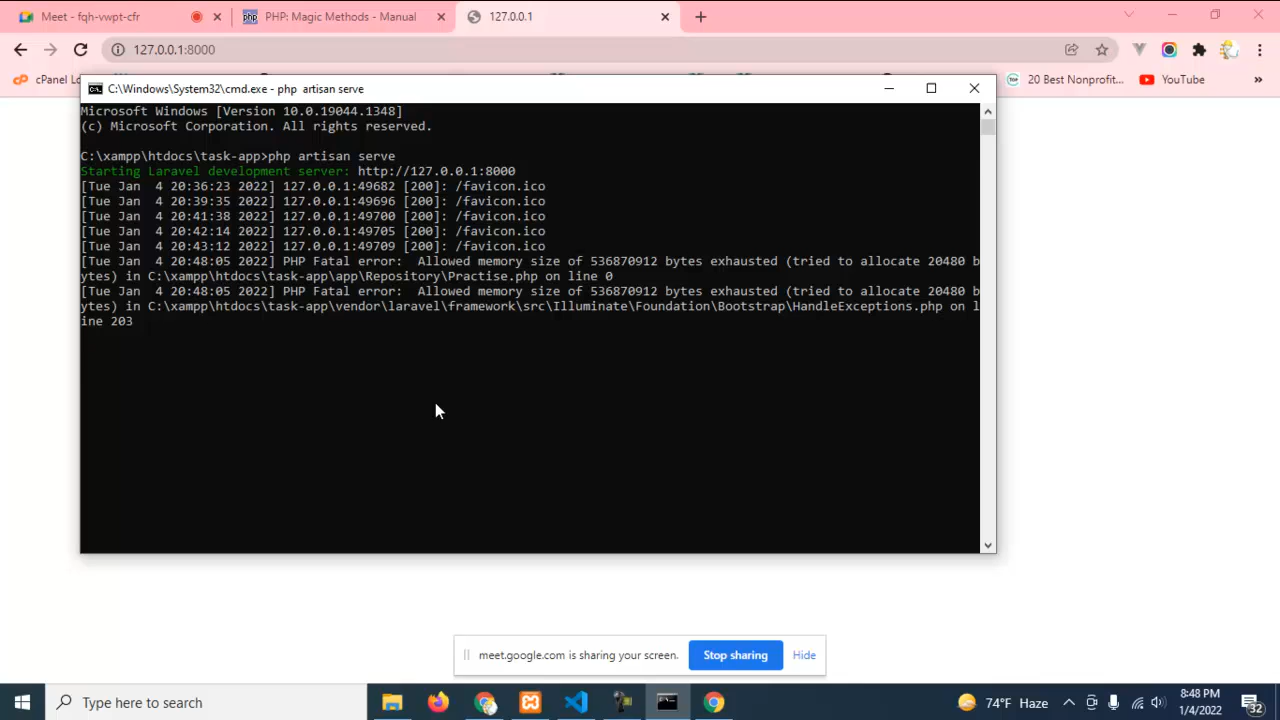 Meet - fqh-vwpt-cfr
PHP: Magic Methods - Manual
127.0.0.1
127.0.0.1:8000
cPanel Lo
20 Best Nonprofit...
YouTube
C:\Windows\System32\cmd.exe - php artisan serve
Microsoft Windows [Version 10.0.19044.1348]
(c) Microsoft Corporation. All rights reserved.
C:\xampp\htdocs\task-app>php artisan serve
Starting Laravel development server: http://127.0.0.1:8000
[Tue Jan  4 20:36:23 2022] 127.0.0.1:49682 [200]: /favicon.ico
[Tue Jan  4 20:39:35 2022] 127.0.0.1:49696 [200]: /favicon.ico
[Tue Jan  4 20:41:38 2022] 127.0.0.1:49700 [200]: /favicon.ico
[Tue Jan  4 20:42:14 2022] 127.0.0.1:49705 [200]: /favicon.ico
[Tue Jan  4 20:43:12 2022] 127.0.0.1:49709 [200]: /favicon.ico
[Tue Jan  4 20:48:05 2022] PHP Fatal error:  Allowed memory size of 536870912 bytes exhausted (tried to allocate 20480 b
ytes) in C:\xampp\htdocs\task-app\app\Repository\Practise.php on line 0
[Tue Jan  4 20:48:05 2022] PHP Fatal error:  Allowed memory size of 536870912 bytes exhausted (tried to allocate 20480 b
ytes) in C:\xampp\htdocs\task-app\vendor\laravel\framework\src\Illuminate\Foundation\Bootstrap\HandleExceptions.php on l
ine 203
meet.google.com is sharing your screen.
Stop sharing
Hide
Type here to search
74°F Haze
8:48 PM
1/4/2022
32